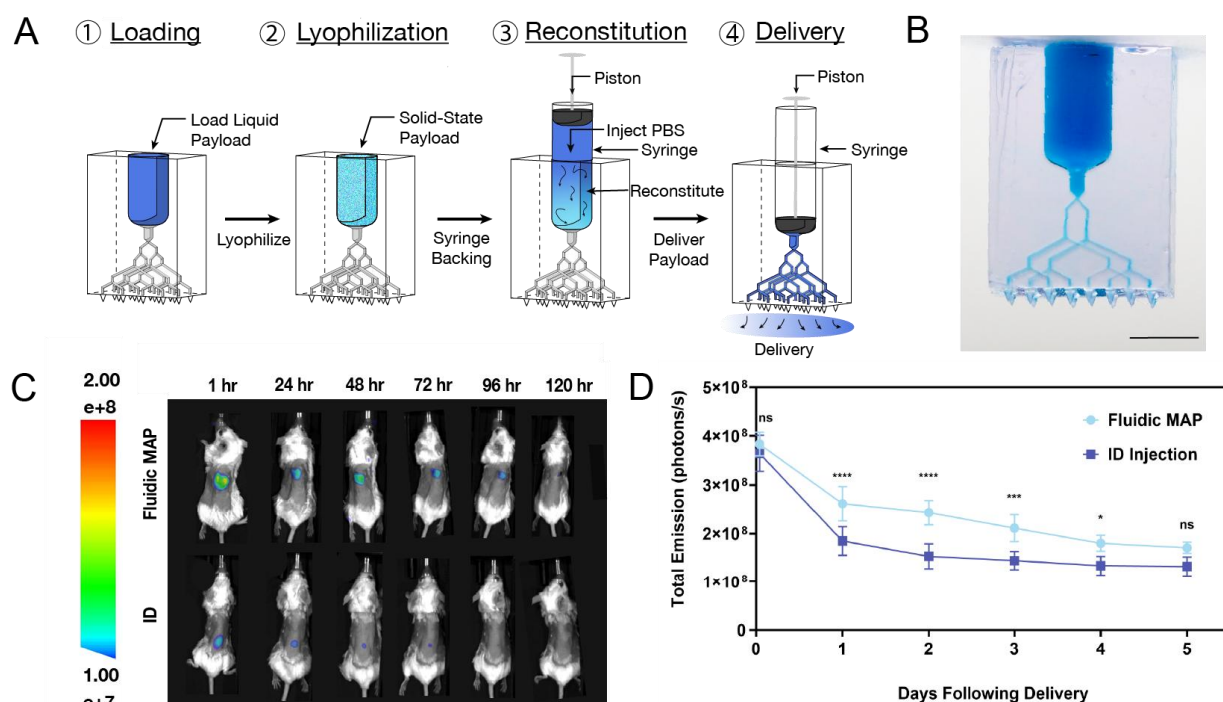 A
① Loading
② Lyophilization
③ Reconstitution
④ Delivery
Load Liquid
Payload
Lyophilize
Solid-State
Payload
Syringe
Backing
Piston
Inject PBS
Syringe
Reconstitute
Deliver
Payload
Piston
Syringe
Delivery
B
C
2.00
e+8
1.00
e+7
1 hr 24 hr 48 hr 72 hr 96 hr 120 hr
Fluidic MAP
ID
D
Total Emission (photons/s)
5×10⁸
4×10⁸
3×10⁸
2×10⁸
1×10⁸
0
ns **** **** *** * ns
Fluidic MAP
ID Injection
0 1 2 3 4 5
Days Following Delivery